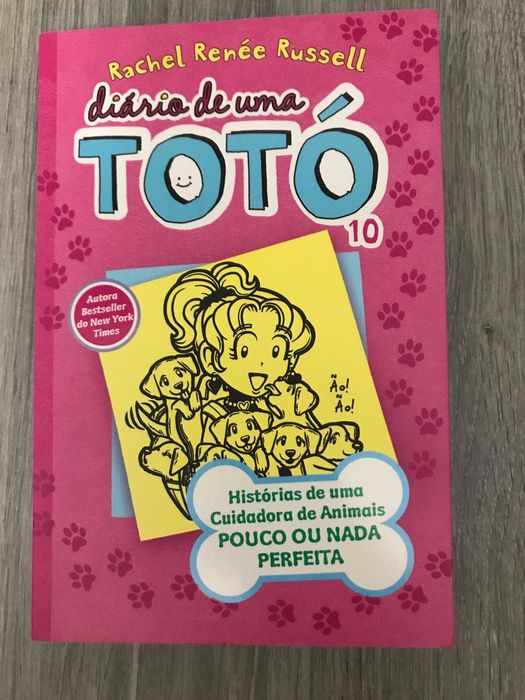 Rachel Renée Russell
diário de uma
TOTÓ
10
Autora
Bestseller
do New York
Times
Ão!
Ão!
Histórias de uma
Cuidadora de Animais
POUCO OU NADA
PERFEITA